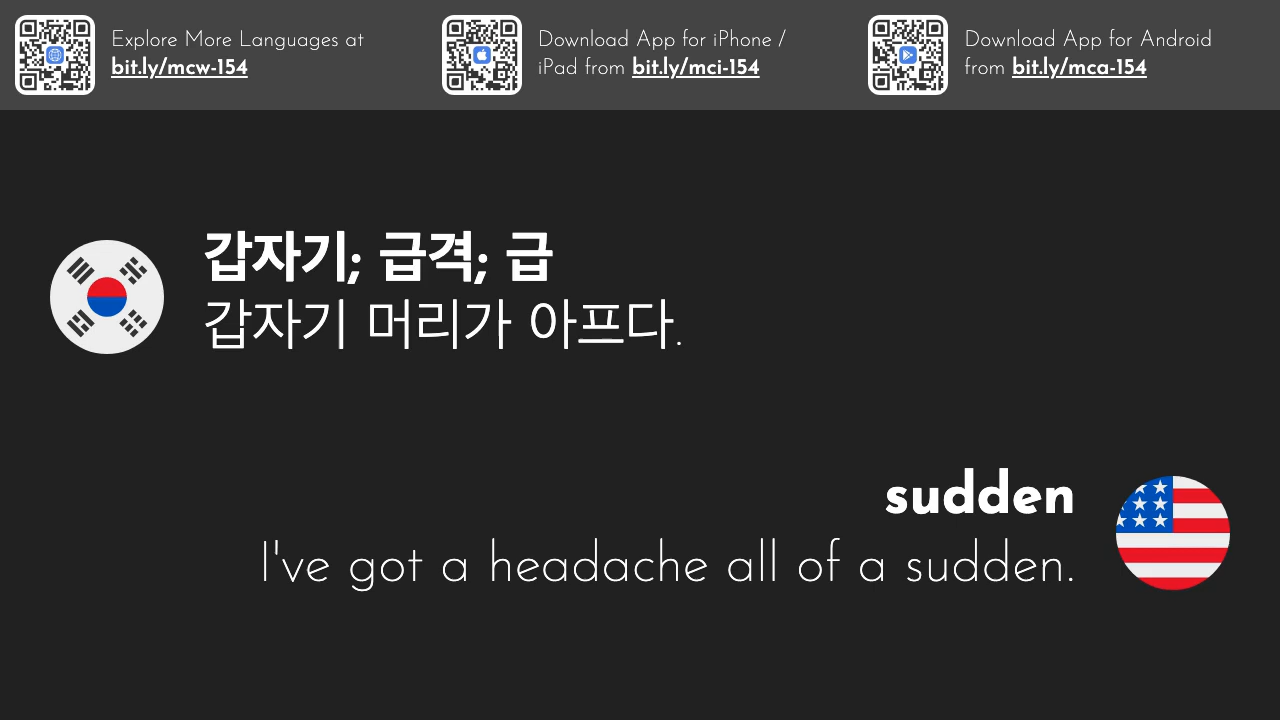 Explore More Languages at
bit.ly/mcw-154
Download App for iPhone /
iPad from bit.ly/mci-154
Download App for Android
from bit.ly/mca-154
갑자기; 급격; 급
갑자기 머리가 아프다.
sudden
I've got a headache all of a sudden.